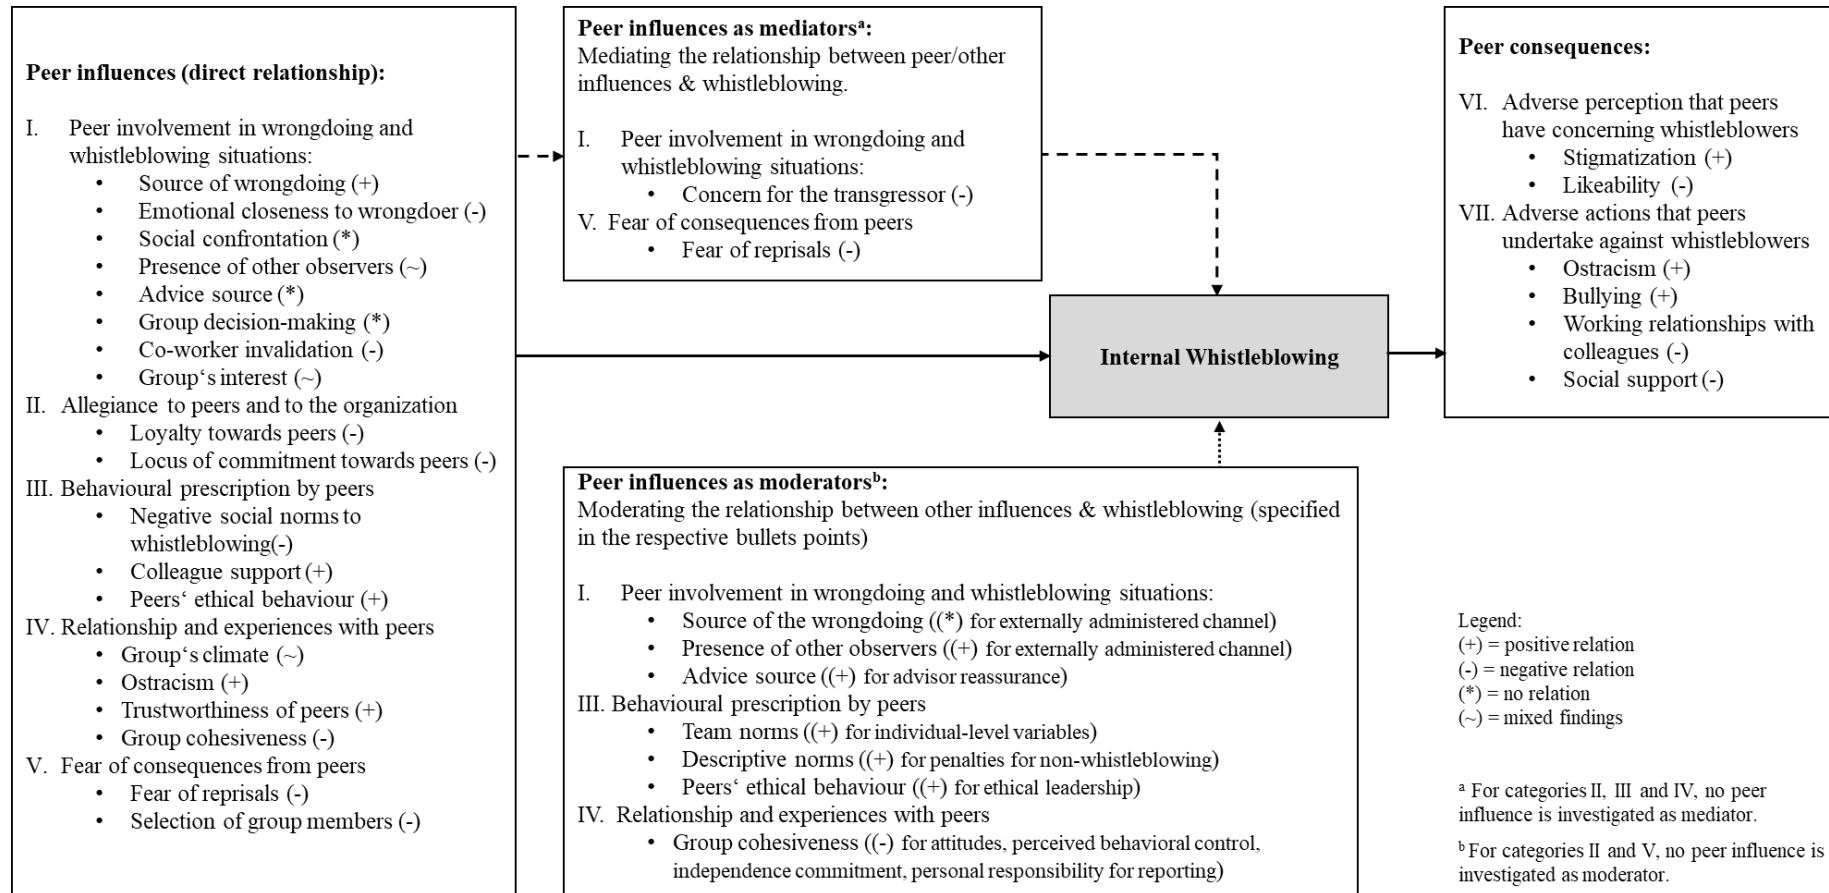 Peer influences (direct relationship):
I. Peer involvement in wrongdoing and
whistleblowing situations:
• Source of wrongdoing (+)
• Emotional closeness to wrongdoer (-)
• Social confrontation (*)
• Presence of other observers (~)
• Advice source (*)
• Group decision-making (*)
• Co-worker invalidation (-)
• Group‘s interest (~)
II. Allegiance to peers and to the organization
• Loyalty towards peers (-)
• Locus of commitment towards peers (-)
III. Behavioural prescription by peers
• Negative social norms to
whistleblowing(-)
• Colleague support (+)
• Peers‘ ethical behaviour (+)
IV. Relationship and experiences with peers
• Group‘s climate (~)
• Ostracism (+)
• Trustworthiness of peers (+)
• Group cohesiveness (-)
V. Fear of consequences from peers
• Fear of reprisals (-)
• Selection of group members (-)
Peer influences as mediatorsᵃ:
Mediating the relationship between peer/other
influences & whistleblowing.
I. Peer involvement in wrongdoing and
whistleblowing situations:
• Concern for the transgressor (-)
V. Fear of consequences from peers
• Fear of reprisals (-)
Internal Whistleblowing
Peer influences as moderatorsᵇ:
Moderating the relationship between other influences & whistleblowing (specified
in the respective bullets points)
I. Peer involvement in wrongdoing and whistleblowing situations:
• Source of the wrongdoing ((*) for externally administered channel)
• Presence of other observers ((+) for externally administered channel)
• Advice source ((+) for advisor reassurance)
III. Behavioural prescription by peers
• Team norms ((+) for individual-level variables)
• Descriptive norms ((+) for penalties for non-whistleblowing)
• Peers‘ ethical behaviour ((+) for ethical leadership)
IV. Relationship and experiences with peers
• Group cohesiveness ((-) for attitudes, perceived behavioral control,
independence commitment, personal responsibility for reporting)
Peer consequences:
VI. Adverse perception that peers
have concerning whistleblowers
• Stigmatization (+)
• Likeability (-)
VII. Adverse actions that peers
undertake against whistleblowers
• Ostracism (+)
• Bullying (+)
• Working relationships with
colleagues (-)
• Social support (-)
Legend:
(+) = positive relation
(-) = negative relation
(*) = no relation
(~) = mixed findings
ᵃ For categories II, III and IV, no peer
influence is investigated as mediator.
ᵇ For categories II and V, no peer influence is
investigated as moderator.